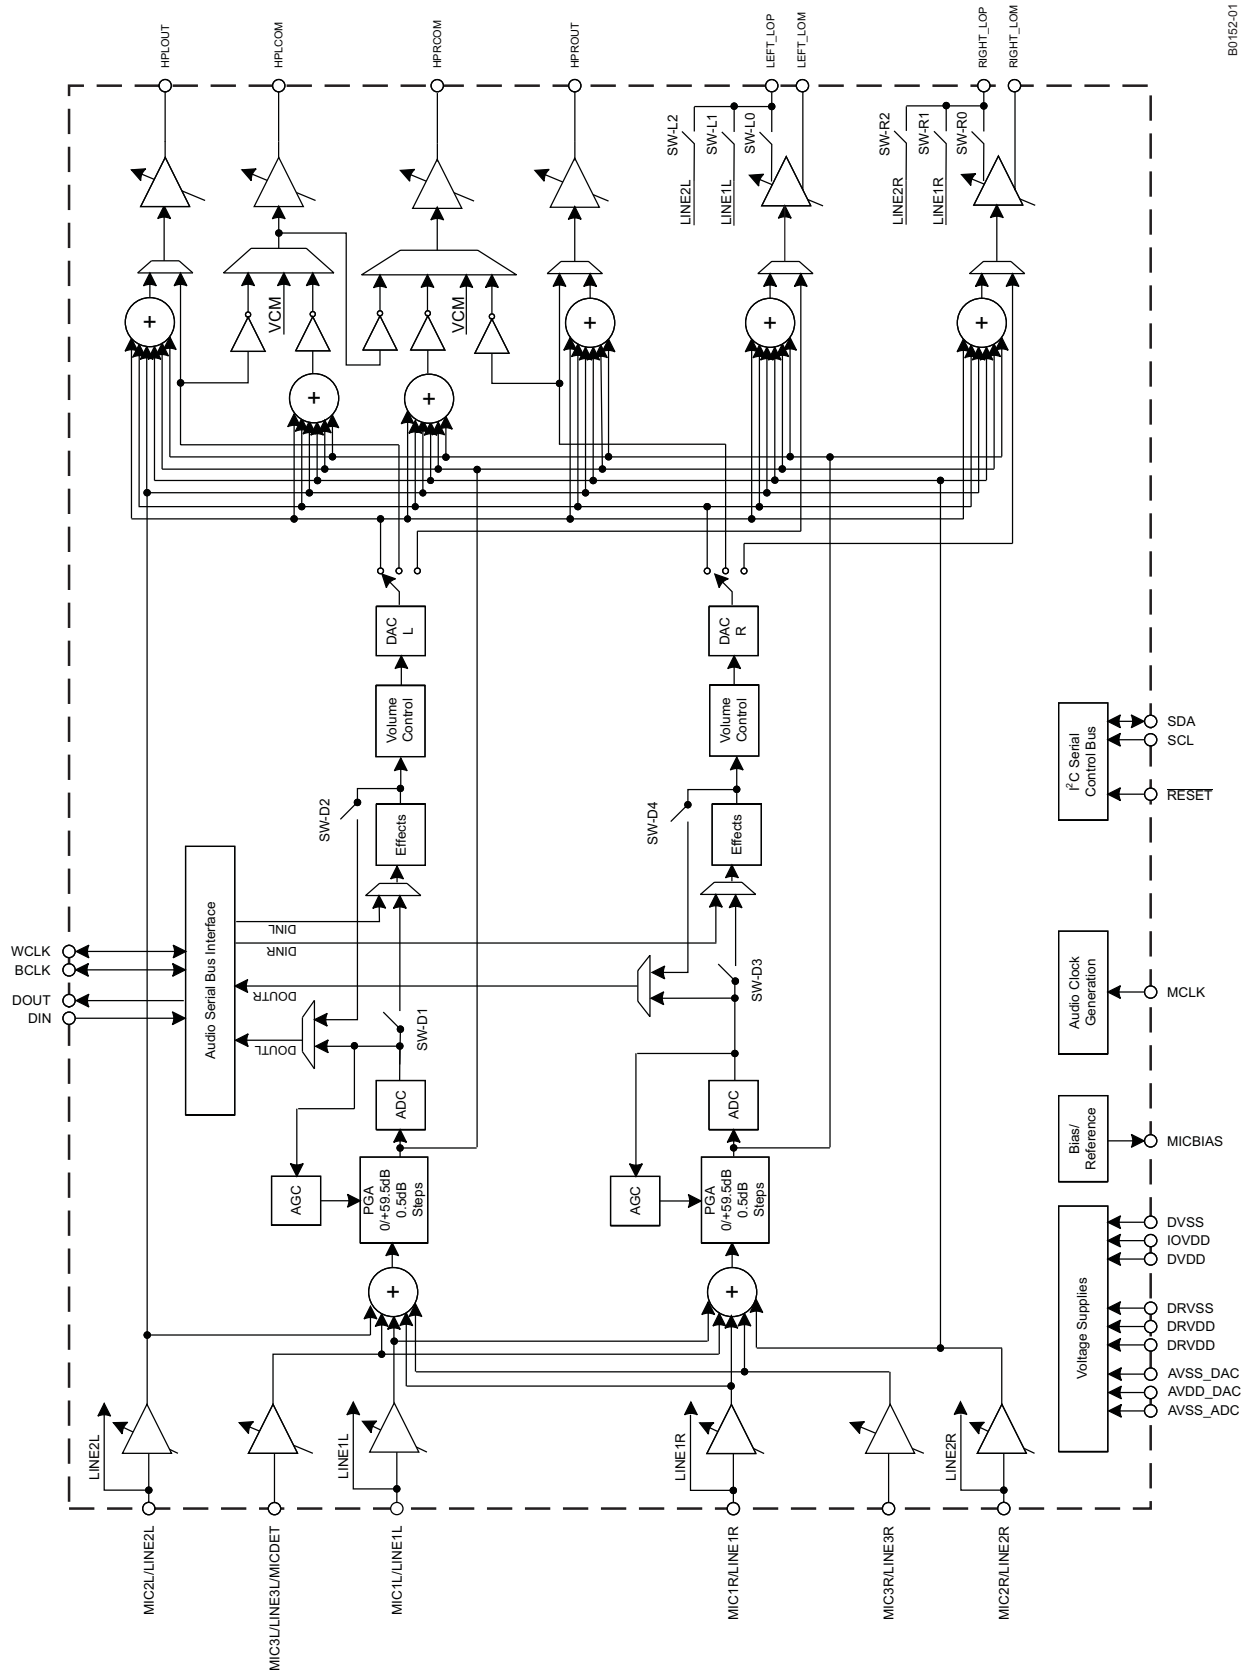 B0152-01
HPLOUT
HPLCOM
HPRCOM
HPROUT
LEFT_LOP
LEFT_LOM
RIGHT_LOP
RIGHT_LOM
SW-L2
SW-L1
SW-L0
LINE2L
LINE1L
SW-R2
SW-R1
SW-R0
LINE2R
LINE1R
VCM
VCM
+
+
+
+
+
+
DAC
L
DAC
R
Volume
Control
Volume
Control
SW-D2
SW-D4
Effects
Effects
I2C Serial
Control Bus
SDA
SCL
RESET
WCLK
BCLK
DOUT
DIN
Audio Serial Bus Interface
DINL
DINR
DOUTR
DOUTL
SW-D1
SW-D3
Audio Clock
Generation
MCLK
ADC
ADC
AGC
AGC
PGA
0/+59.5dB
0.5dB
Steps
PGA
0/+59.5dB
0.5dB
Steps
Bias/
Reference
MICBIAS
+
+
Voltage Supplies
DVSS
IOVDD
DVDD
DRVSS
DRVDD
DRVDD
AVSS_DAC
AVDD_DAC
AVSS_ADC
LINE2L
LINE1L
LINE1R
LINE2R
MIC2L/LINE2L
MIC3L/LINE3L/MICDET
MIC1L/LINE1L
MIC1R/LINE1R
MIC3R/LINE3R
MIC2R/LINE2R